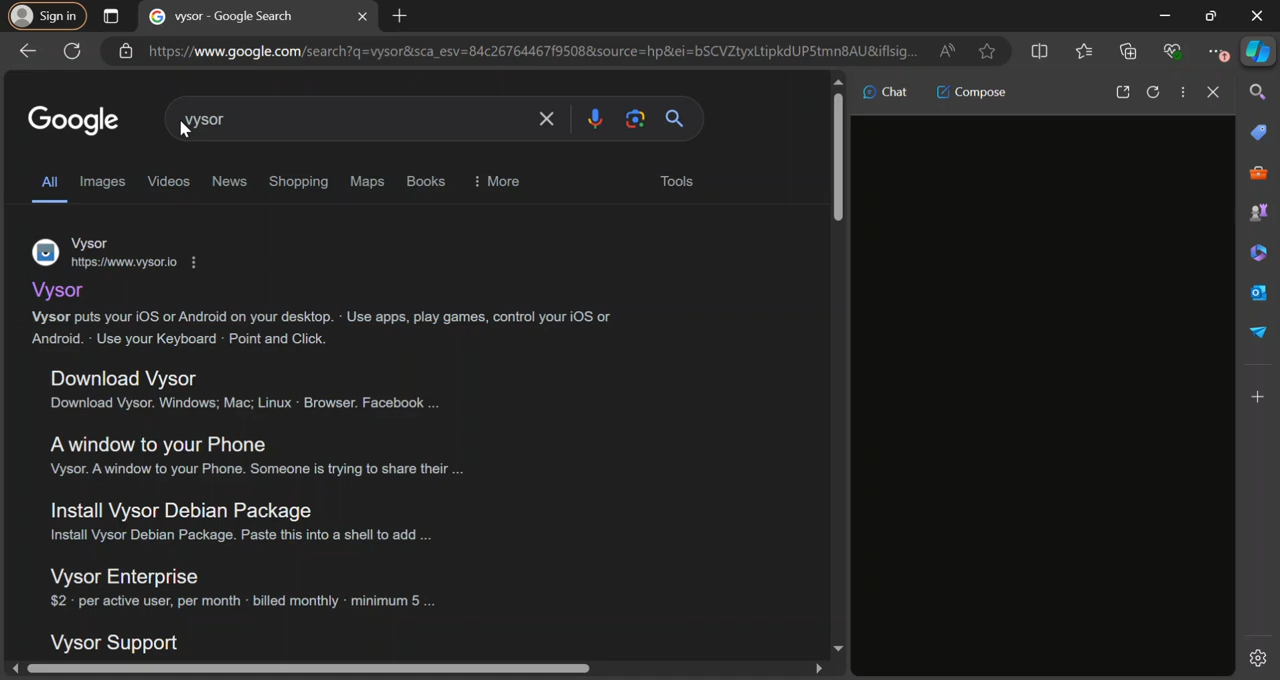 Sign in
vysor - Google Search
https://www.google.com/search?q=vysor&sca_esv=84c26764467f9508&source=hp&ei=bSCVZtyxLtipkdUP5tmn8AU&iflsig...
Chat Compose
Google
vysor
All Images Videos News Shopping Maps Books More Tools
Vysor
https://www.vysor.io
Vysor
Vysor puts your iOS or Android on your desktop. · Use apps, play games, control your iOS or
Android. · Use your Keyboard · Point and Click.
Download Vysor
Download Vysor. Windows; Mac; Linux · Browser. Facebook ...
A window to your Phone
Vysor. A window to your Phone. Someone is trying to share their ...
Install Vysor Debian Package
Install Vysor Debian Package. Paste this into a shell to add ...
Vysor Enterprise
$2 · per active user, per month · billed monthly · minimum 5 ...
Vysor Support